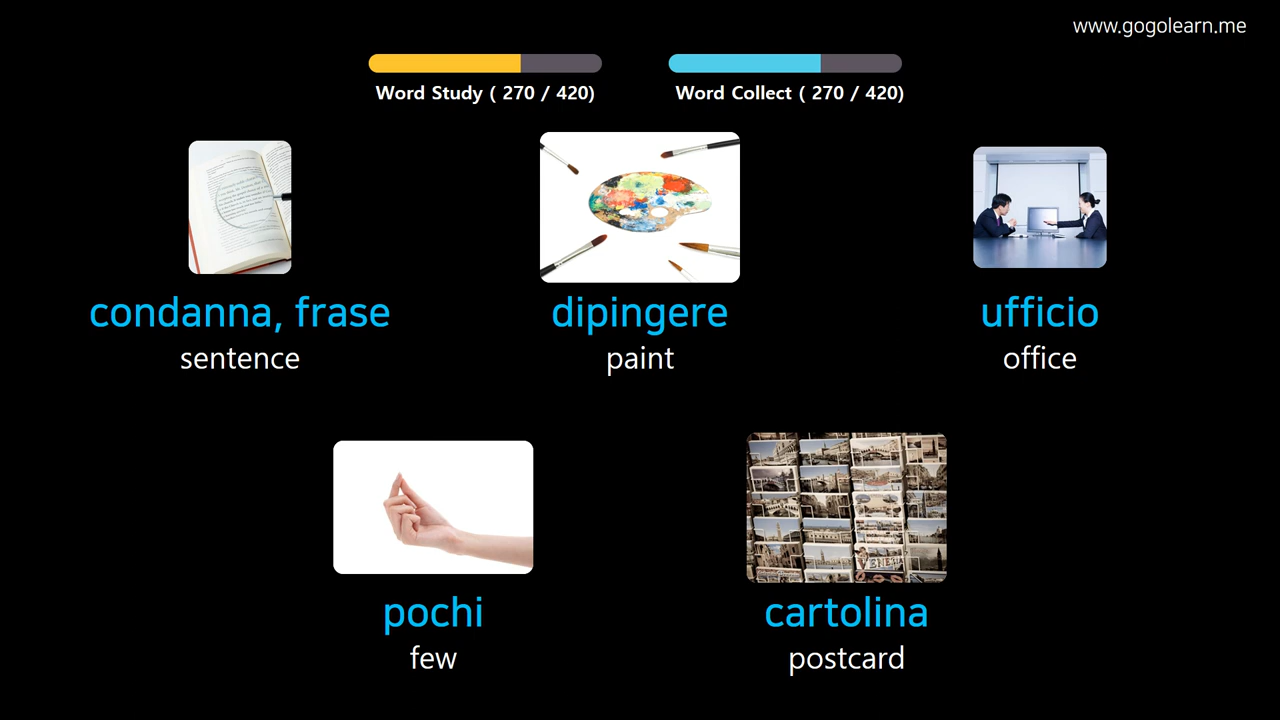 www.gogolearn.me
Word Study ( 270 / 420)
Word Collect ( 270 / 420)
condanna, frase
sentence
dipingere
paint
ufficio
office
pochi
few
cartolina
postcard